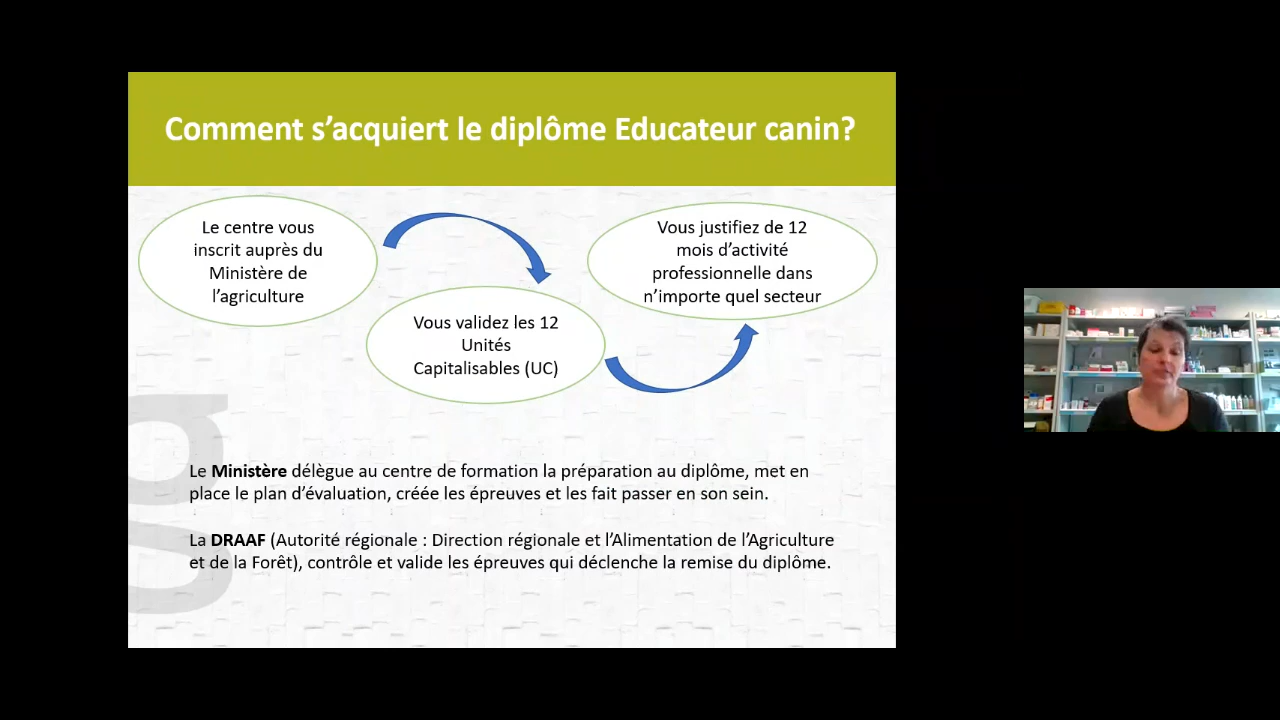 Comment s’acquiert le diplôme Educateur canin?
Le centre vous
inscrit auprès du
Ministère de
l’agriculture
Vous validez les 12
Unités
Capitalisables (UC)
Vous justifiez de 12
mois d’activité
professionnelle dans
n’importe quel secteur
Le Ministère délègue au centre de formation la préparation au diplôme, met en
place le plan d’évaluation, créée les épreuves et les fait passer en son sein.
La DRAAF (Autorité régionale : Direction régionale et l’Alimentation de l’Agriculture
et de la Forêt), contrôle et valide les épreuves qui déclenche la remise du diplôme.
g